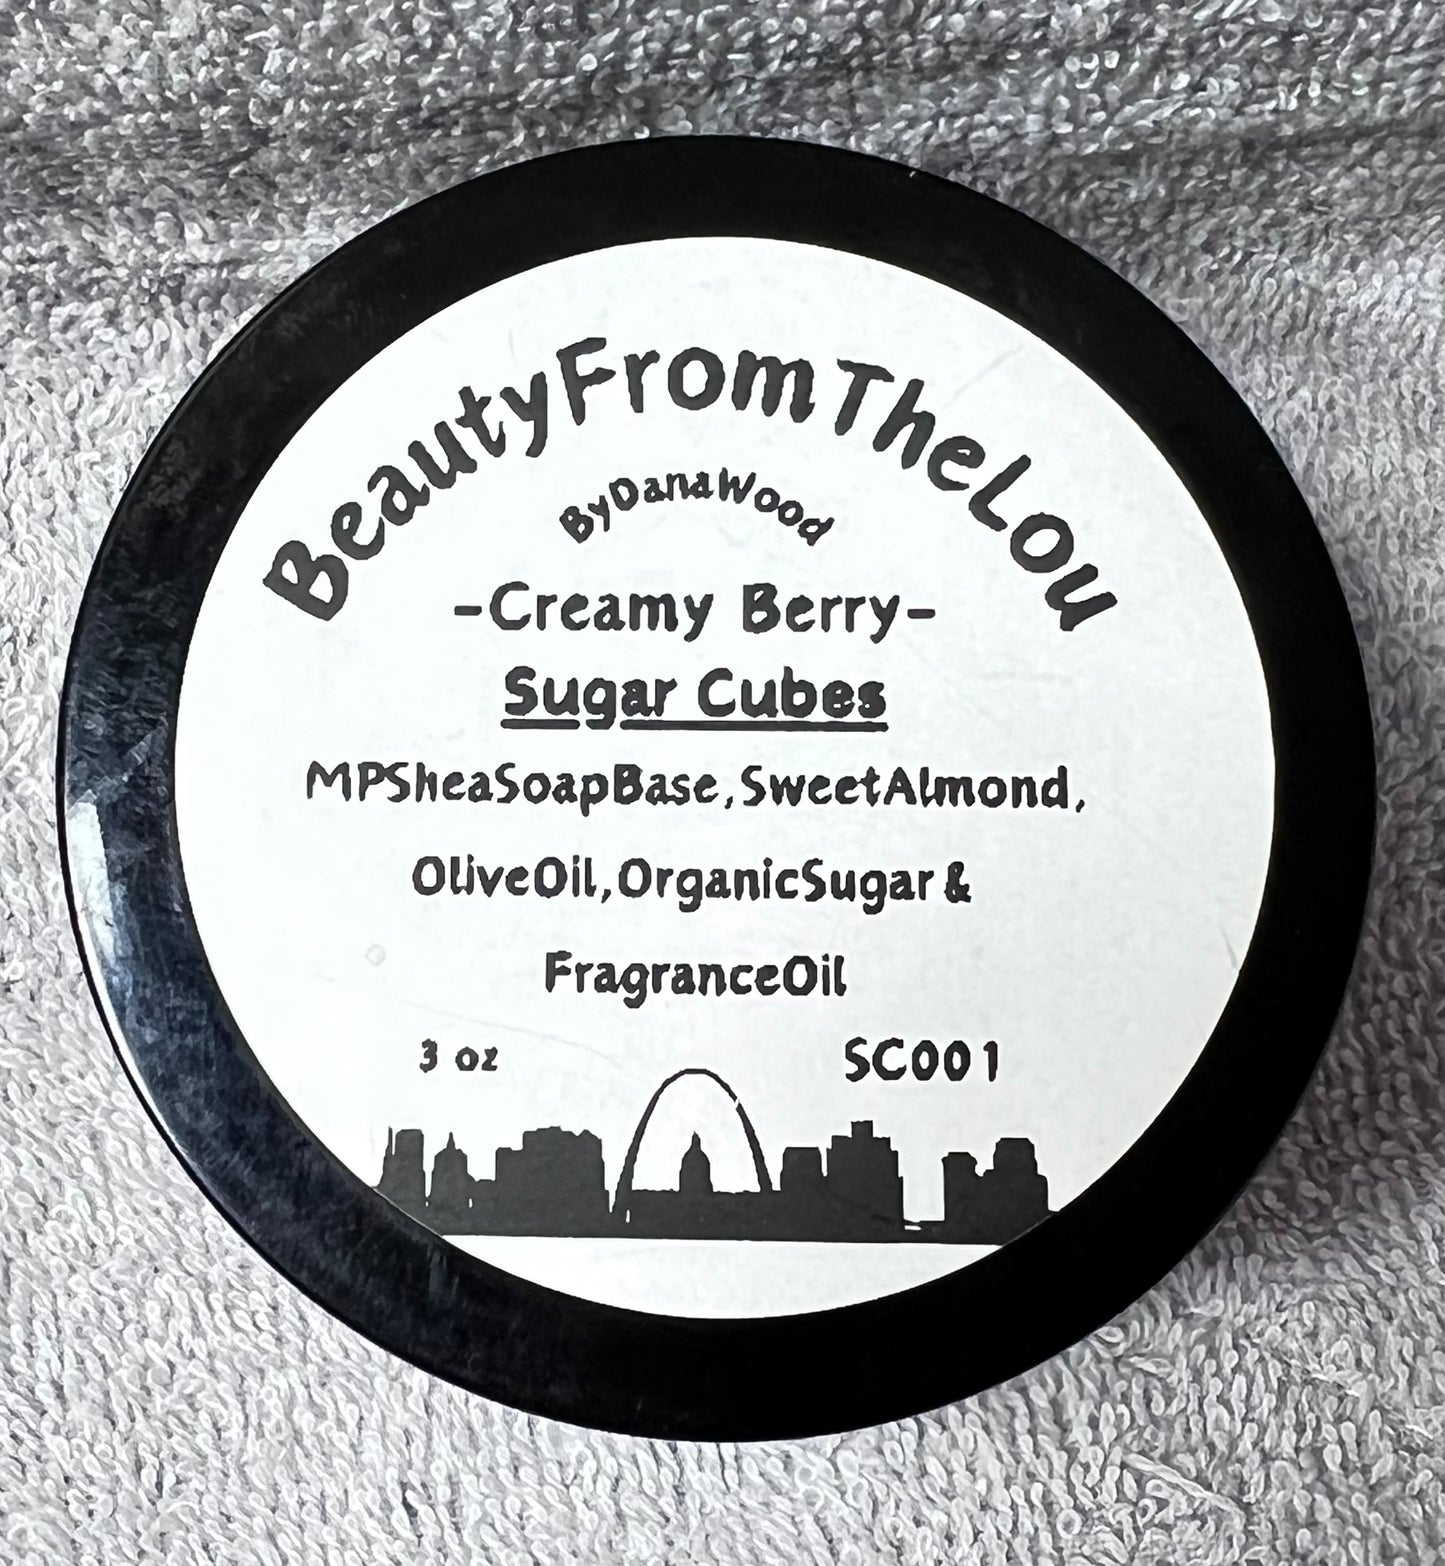 BeautyFromTheLou
ByDanaWood
-Creamy Berry-
Sugar Cubes
MPSheaSoapBase,SweetAlmond,
OliveOil,OrganicSugar &
FragranceOil
3 oz SC001